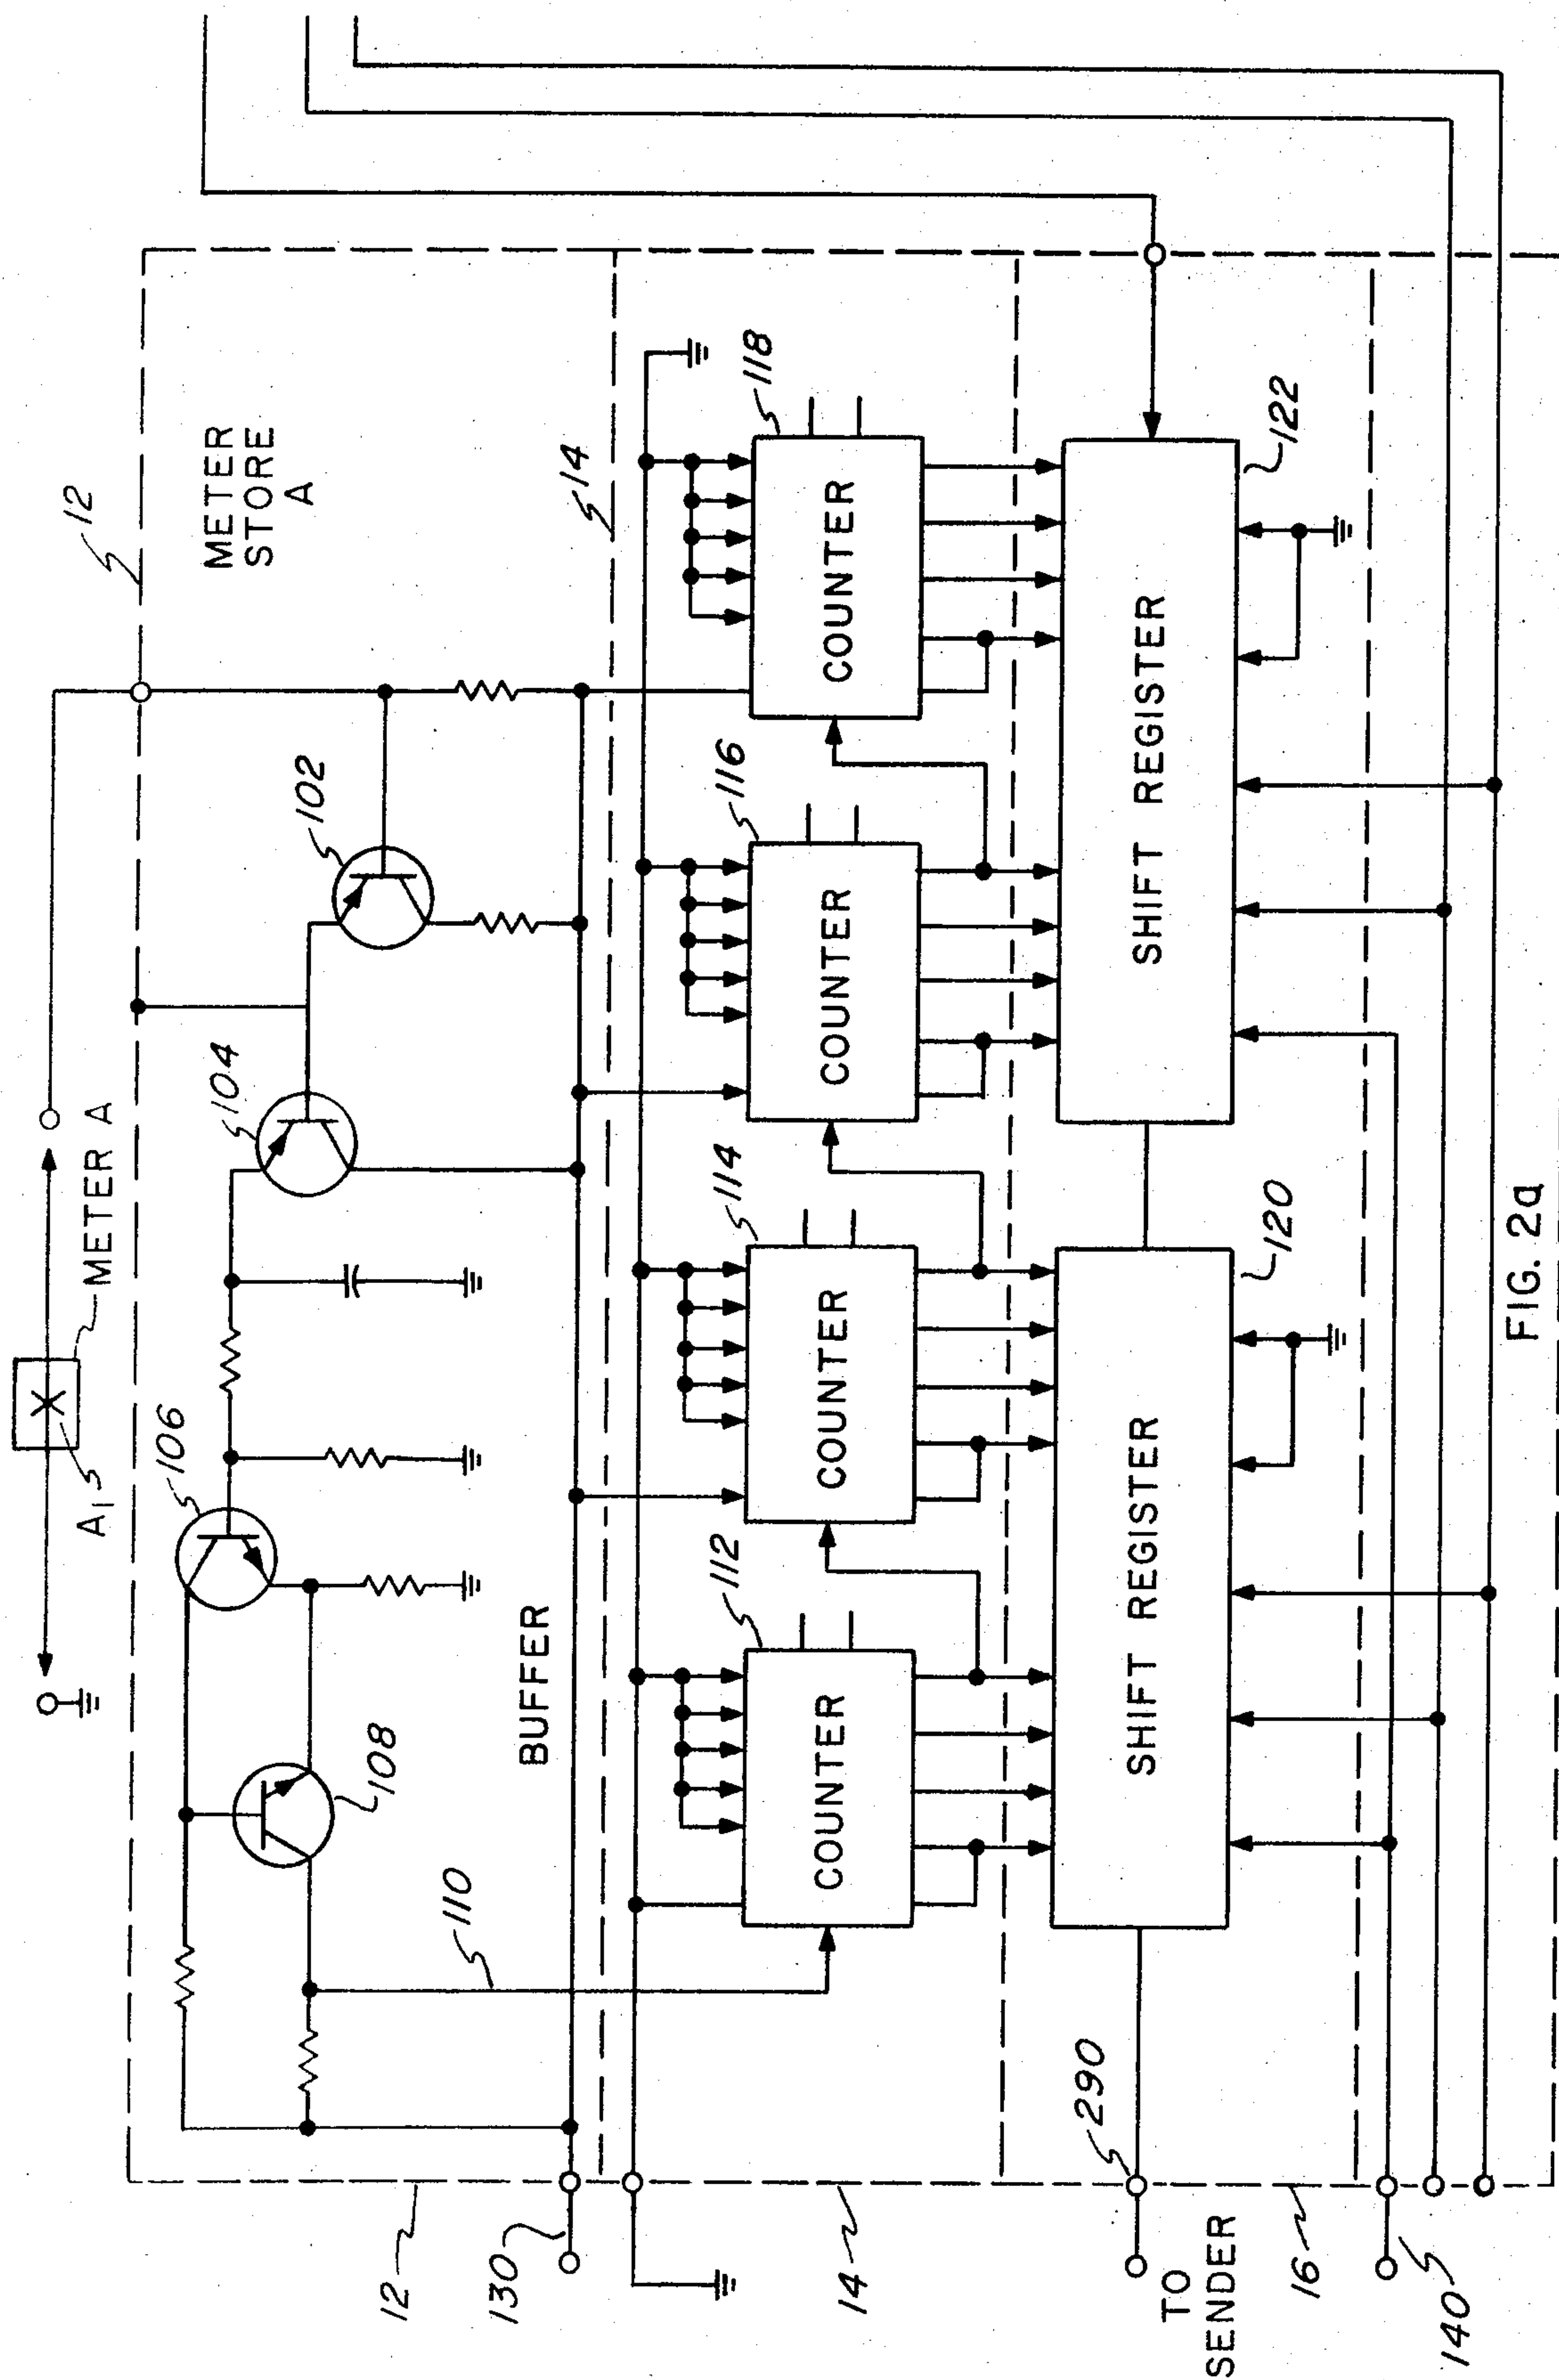 A1
METER A
12
METER
STORE
A
108
106
104
102
110
BUFFER
14
12
130
112
114
116
118
COUNTER
COUNTER
COUNTER
COUNTER
14
290
TO
SENDER
SHIFT REGISTER
SHIFT REGISTER
120
122
16
140
FIG. 2a